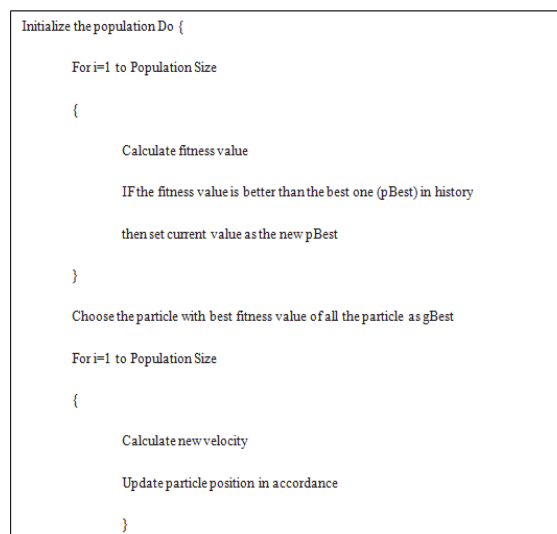 Initialize the population Do {
For i=1 to Population Size
{
Calculate fitness value
IF the fitness value is better than the best one (pBest) in history
then set current value as the new pBest
}
Choose the particle with best fitness value of all the particle as gBest
For i=1 to Population Size
{
Calculate new velocity
Update particle position in accordance
}